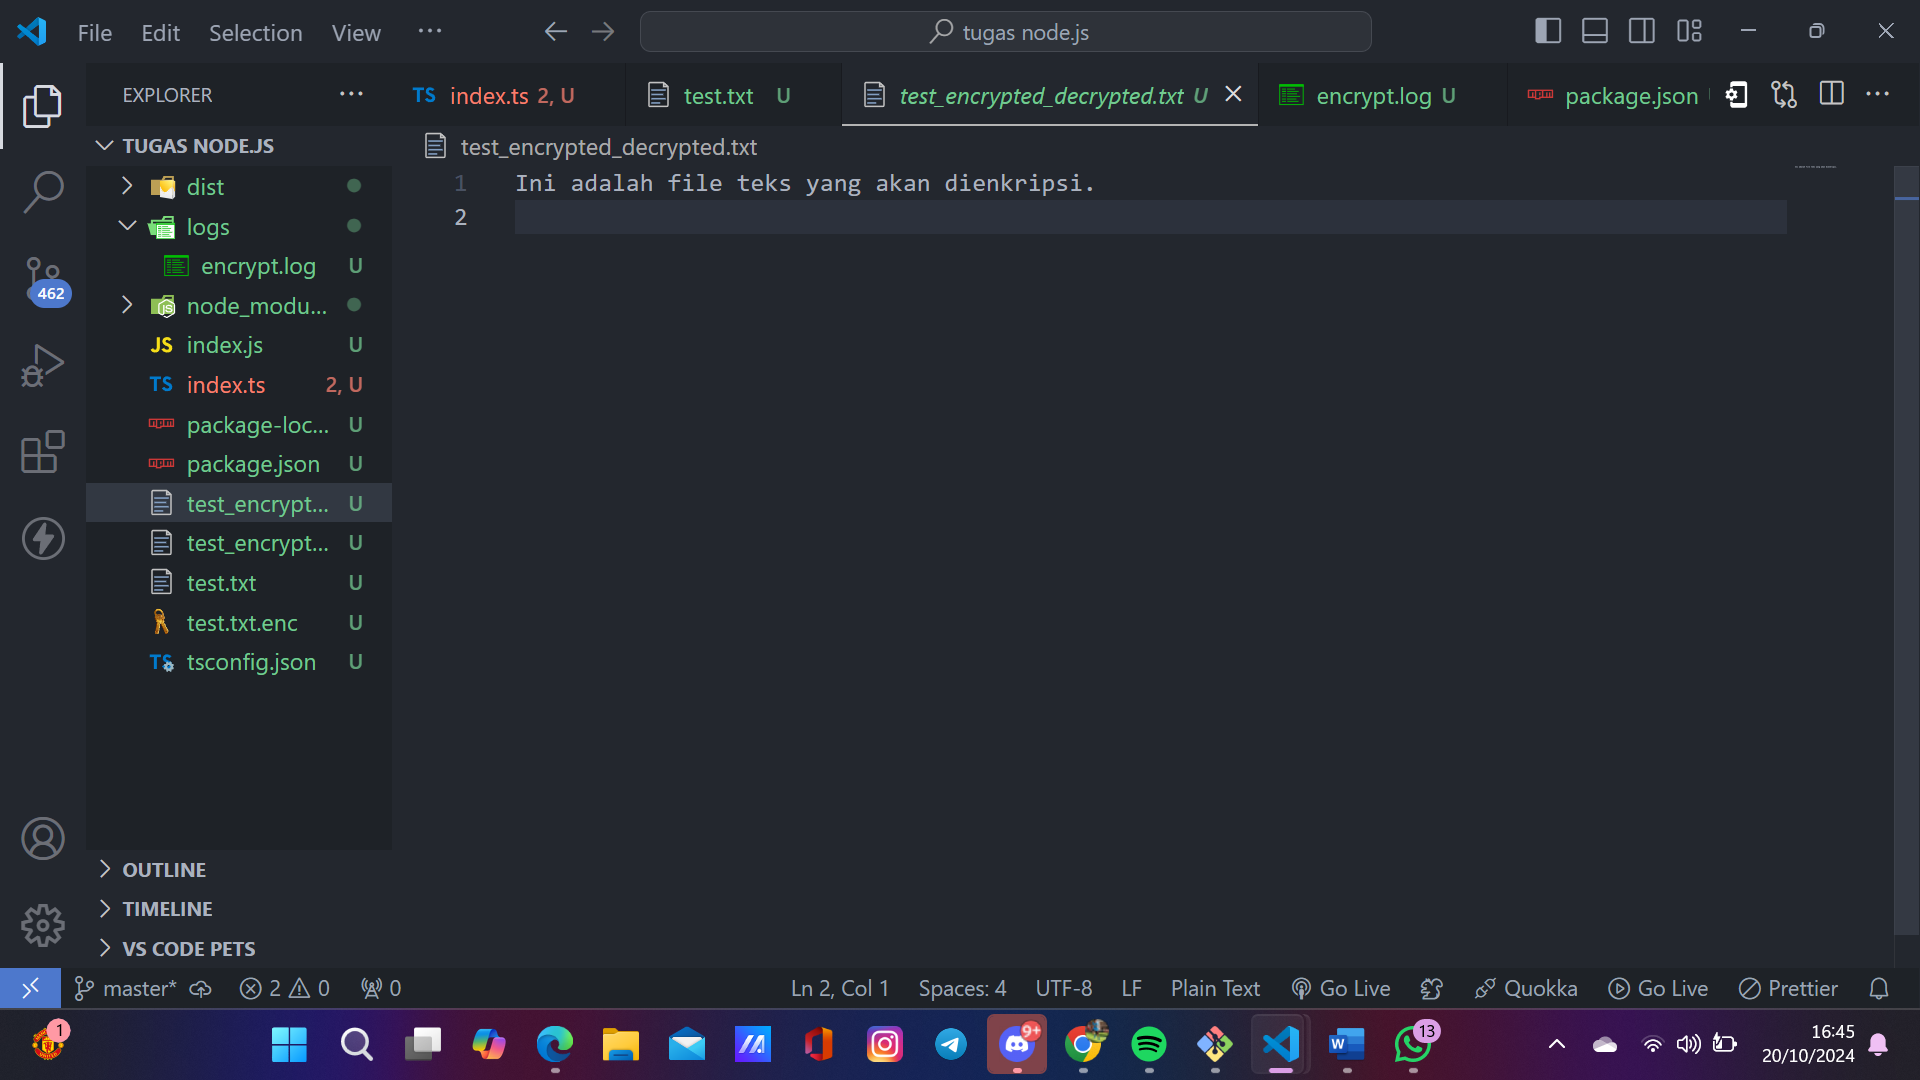 File Edit Selection View ···
tugas node.js
EXPLORER ···
TS index.ts 2, U
test.txt U
test_encrypted_decrypted.txt U
encrypt.log U
package.json
TUGAS NODE.JS
dist
logs
encrypt.log U
node_modu...
JS index.js U
TS index.ts 2, U
package-loc... U
package.json U
test_encrypt... U
test_encrypt... U
test.txt U
test.txt.enc U
TS tsconfig.json U
OUTLINE
TIMELINE
VS CODE PETS
462
test_encrypted_decrypted.txt
1 Ini adalah file teks yang akan dienkripsi.
2
master* 2 0 0
Ln 2, Col 1 Spaces: 4 UTF-8 LF Plain Text Go Live Quokka Go Live Prettier
1
9+
W
13
16:45
20/10/2024